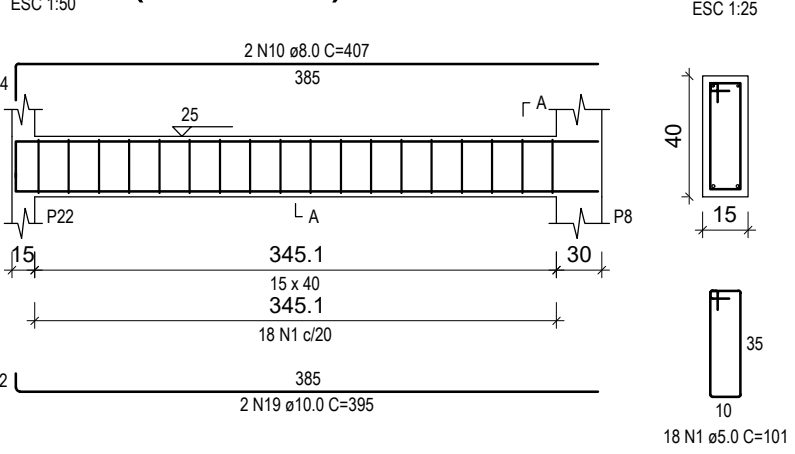 ESC 1:50
ESC 1:25
2 N10 ø8.0 C=407
385
4
A
25
40
A
P22
P8
15
15
345.1
30
15 x 40
345.1
18 N1 c/20
35
2
385
2 N19 ø10.0 C=395
10
18 N1 ø5.0 C=101